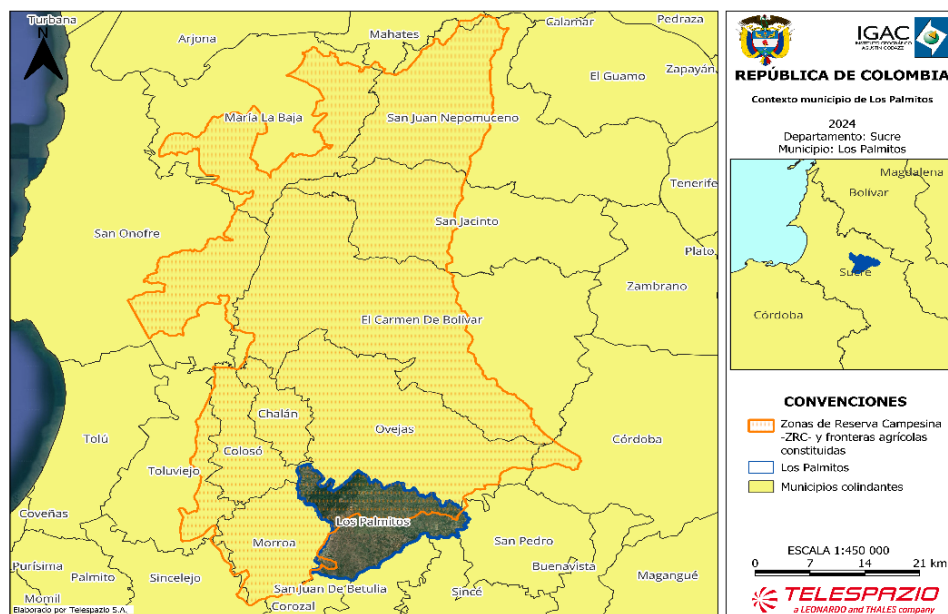 Turbana
Arjona
Mahates
Calamar
Pedraza
N
El Guamo
Zapayán
María La Baja
San Juan Nepomuceno
Tenerife
San Onofre
San Jacinto
Plato
Zambrano
El Carmen De Bolívar
Chalán
Ovejas
Tolú
Colosó
Córdoba
Toluviejo
Coveñas
Los Palmitos
Morroa
San Pedro
Purísima
Palmito
Sincelejo
Buenavista
Magangué
San Juan De Betulia
Sincé
Momil
Corozal
Elaborado por Telespazio S.A.
IGAC
INSTITUTO GEOGRÁFICO
AGUSTÍN CODAZZI
REPÚBLICA DE COLOMBIA
Contexto municipio de Los Palmitos
2024
Departamento: Sucre
Municipio: Los Palmitos
Magdalena
Bolívar
Sucre
Córdoba
CONVENCIONES
Zonas de Reserva Campesina
-ZRC- y fronteras agrícolas
constituidas
Los Palmitos
Municipios colindantes
ESCALA 1:450 000
0 7 14 21 km
TELESPAZIO
a LEONARDO and THALES company